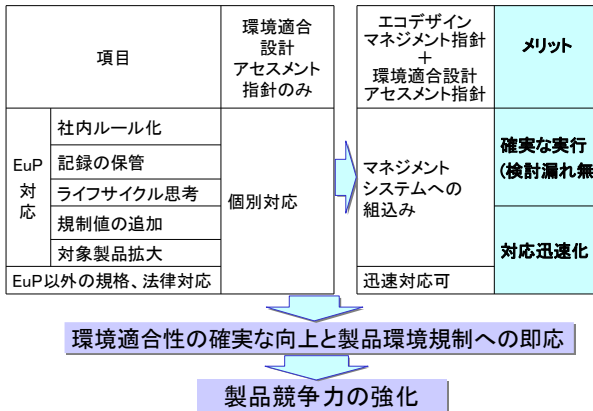 項目
環境適合
設計
アセスメント
指針のみ
エコデザイン
マネジメント指針
+
環境適合設計
アセスメント指針
メリット
EuP
対
応
社内ルール化
記録の保管
ライフサイクル思考
規制値の追加
対象製品拡大
個別対応
マネジメント
システムへの
組込み
確実な実行
(検討漏れ無
対応迅速化
EuP以外の規格、法律対応
迅速対応可
環境適合性の確実な向上と製品環境規制への即応
製品競争力の強化